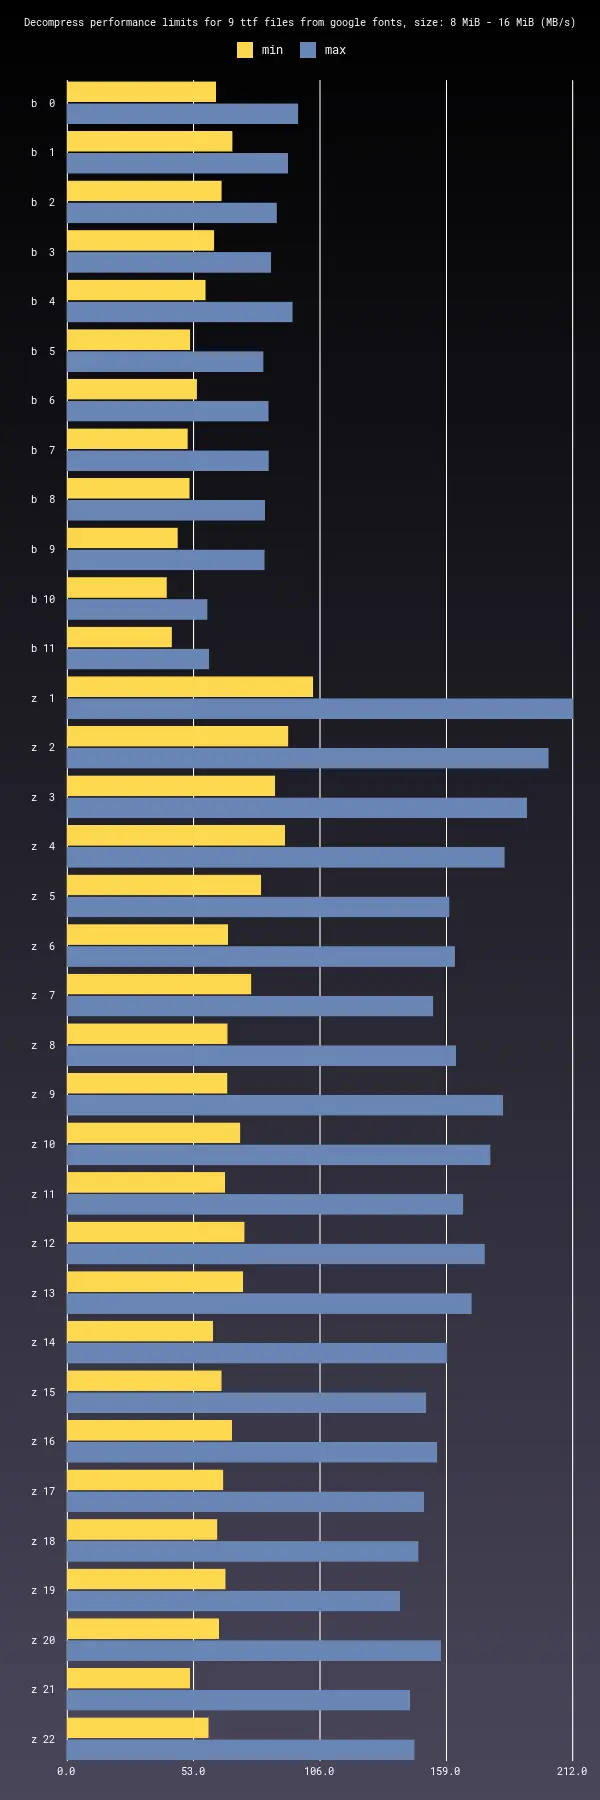 Decompress performance limits for 9 ttf files from google fonts, size: 8 MiB - 16 MiB (MB/s)
min max
b 0
b 1
b 2
b 3
b 4
b 5
b 6
b 7
b 8
b 9
b 10
b 11
z 1
z 2
z 3
z 4
z 5
z 6
z 7
z 8
z 9
z 10
z 11
z 12
z 13
z 14
z 15
z 16
z 17
z 18
z 19
z 20
z 21
z 22
0.0 53.0 106.0 159.0 212.0